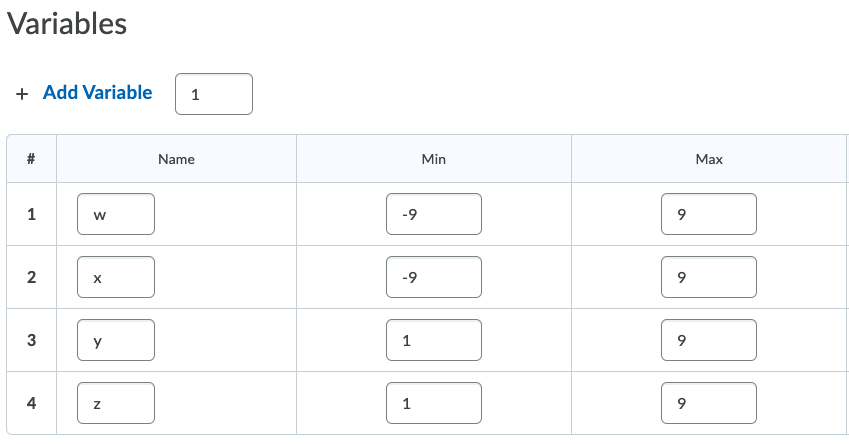 Variables
+ Add Variable 1
# Name Min Max
1 w -9 9
2 x -9 9
3 y 1 9
4 z 1 9